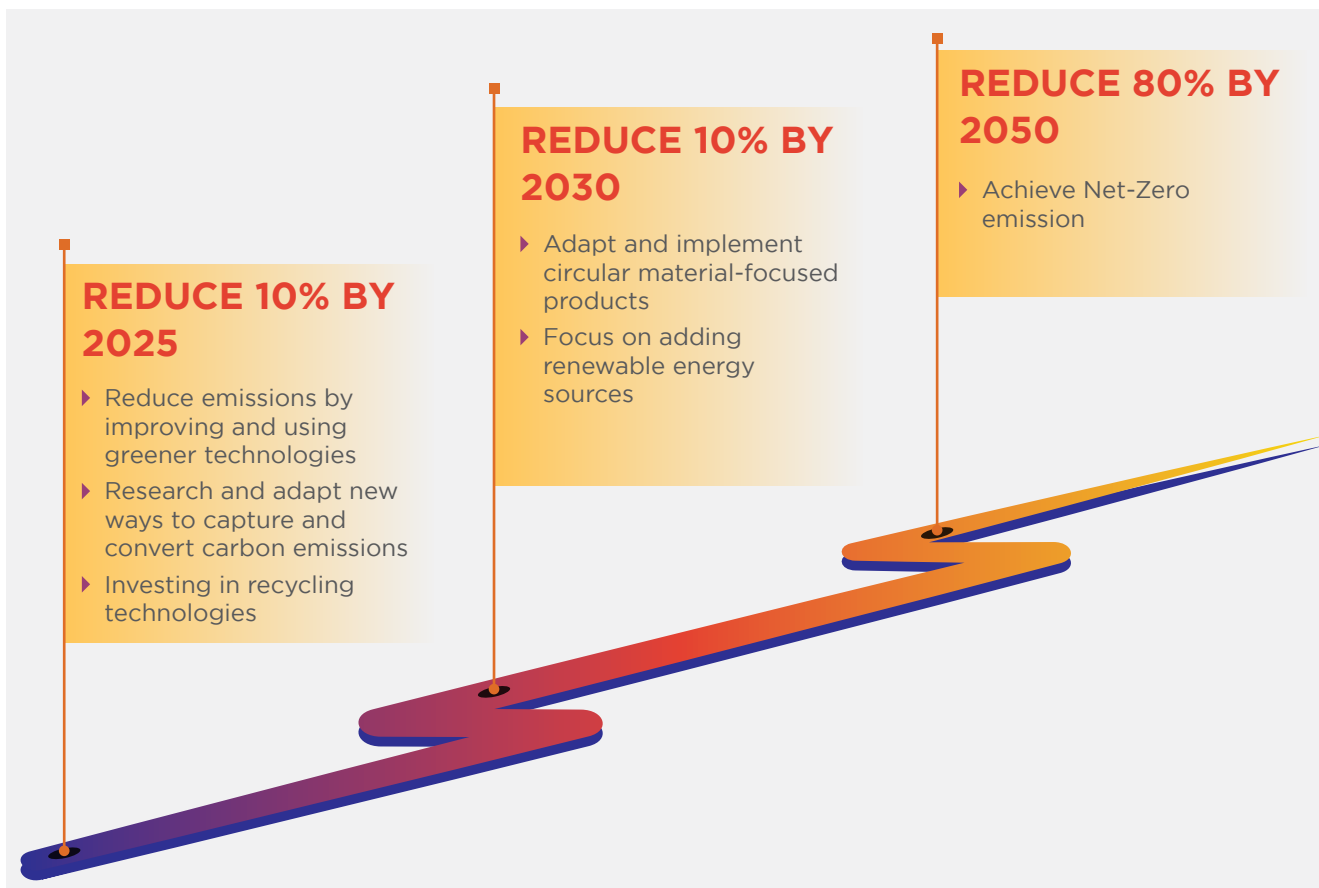 REDUCE 10% BY
2025
Reduce emissions by
improving and using
greener technologies
Research and adapt new
ways to capture and
convert carbon emissions
Investing in recycling
technologies
REDUCE 10% BY
2030
Adapt and implement
circular material-focused
products
Focus on adding
renewable energy
sources
REDUCE 80% BY
2050
Achieve Net-Zero
emission